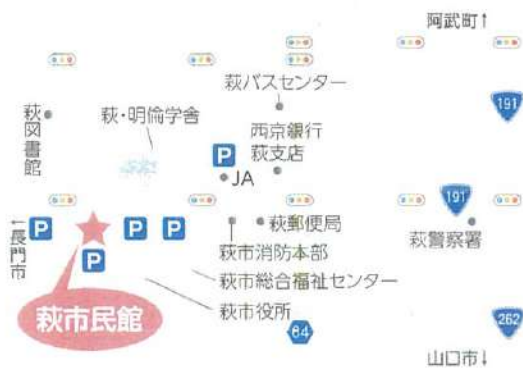 阿武町↑
萩バスセンター
萩・明倫学舎
萩図書館
西京銀行
萩支店
P
JA
191
191
←長門市
P
P
P
P
萩郵便局
萩警察署
萩市消防本部
萩市総合福祉センター
萩市役所
萩市民館
64
262
山口市↓